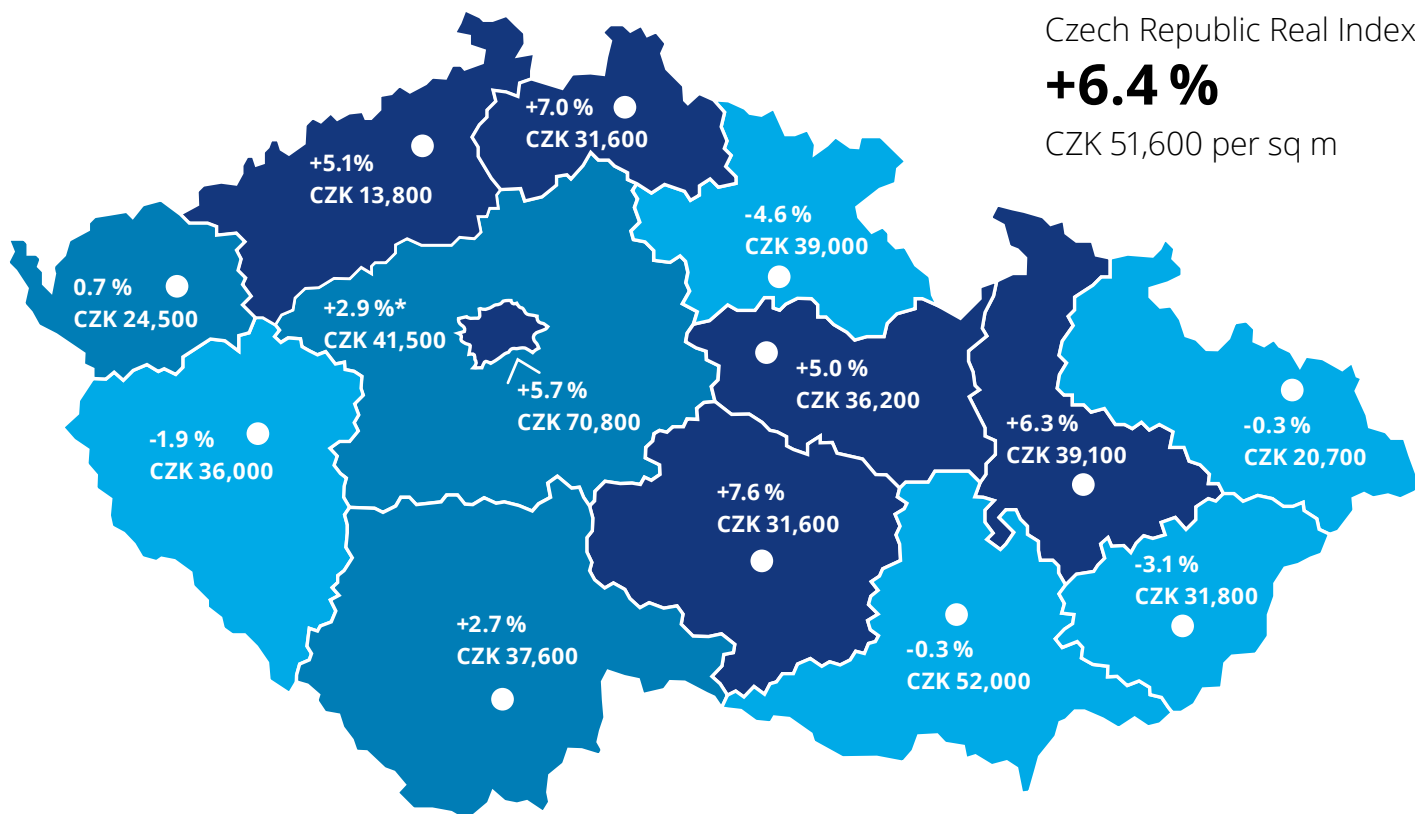 Czech Republic Real Index
+6.4 %
CZK 51,600 per sq m
+7.0 %
CZK 31,600
+5.1%
CZK 13,800
-4.6 %
CZK 39,000
0.7 %
CZK 24,500
+2.9 %*
CZK 41,500
+5.7 %
CZK 70,800
+5.0 %
CZK 36,200
+6.3 %
CZK 39,100
-0.3 %
CZK 20,700
-1.9 %
CZK 36,000
+7.6 %
CZK 31,600
-3.1 %
CZK 31,800
+2.7 %
CZK 37,600
-0.3 %
CZK 52,000